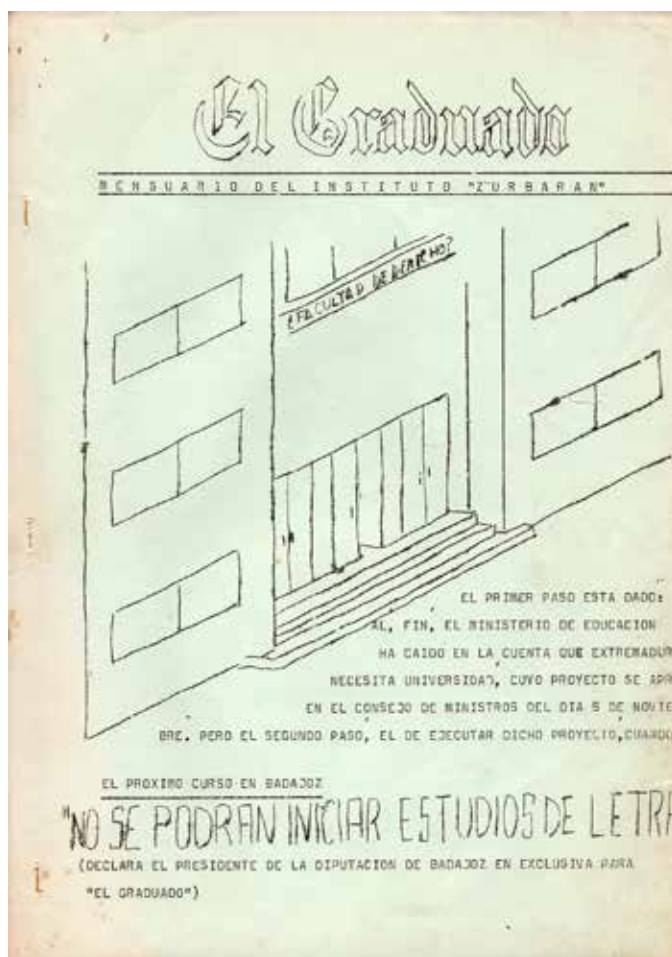 El Graduado
MENSUARIO DEL INSTITUTO "ZURBARAN"
¿FACULTAD DE DERECHO?
EL PRIMER PASO ESTA DADO:
AL, FIN, EL MINISTERIO DE EDUCACION
HA CAIDO EN LA CUENTA QUE EXTREMADUR
NECESITA UNIVERSIDAD, CUYO PROYECTO SE APR
EN EL CONSEJO DE MINISTROS DEL DIA 5 DE NOVIE
BRE. PERO EL SEGUNDO PASO, EL DE EJECUTAR DICHO PROYECTO, CUANDO
EL PROXIMO CURSO EN BADAJOZ
"NO SE PODRAN INICIAR ESTUDIOS DE LETRA
(DECLARA EL PRESIDENTE DE LA DIPUTACION DE BADAJOZ EN EXCLUSIVA PARA
"EL GRADUADO")